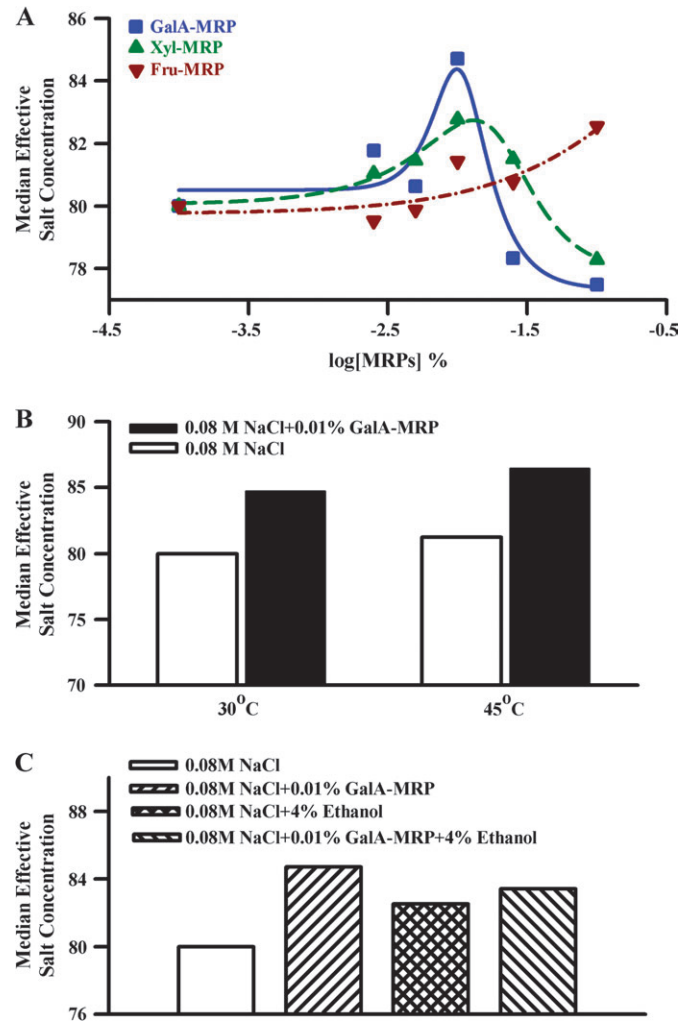 A
GalA-MRP
Xyl-MRP
Fru-MRP
Median Effective
Salt Concentration
86
84
82
80
78
-4.5
-3.5
-2.5
-1.5
-0.5
log[MRPs] %
B
0.08 M NaCl+0.01% GalA-MRP
0.08 M NaCl
Median Effective
Salt Concentration
90
85
80
75
70
30°C
45°C
C
0.08M NaCl
0.08M NaCl+0.01% GalA-MRP
0.08M NaCl+4% Ethanol
0.08M NaCl+0.01% GalA-MRP+4% Ethanol
Median Effective
Salt Concentration
88
84
80
76